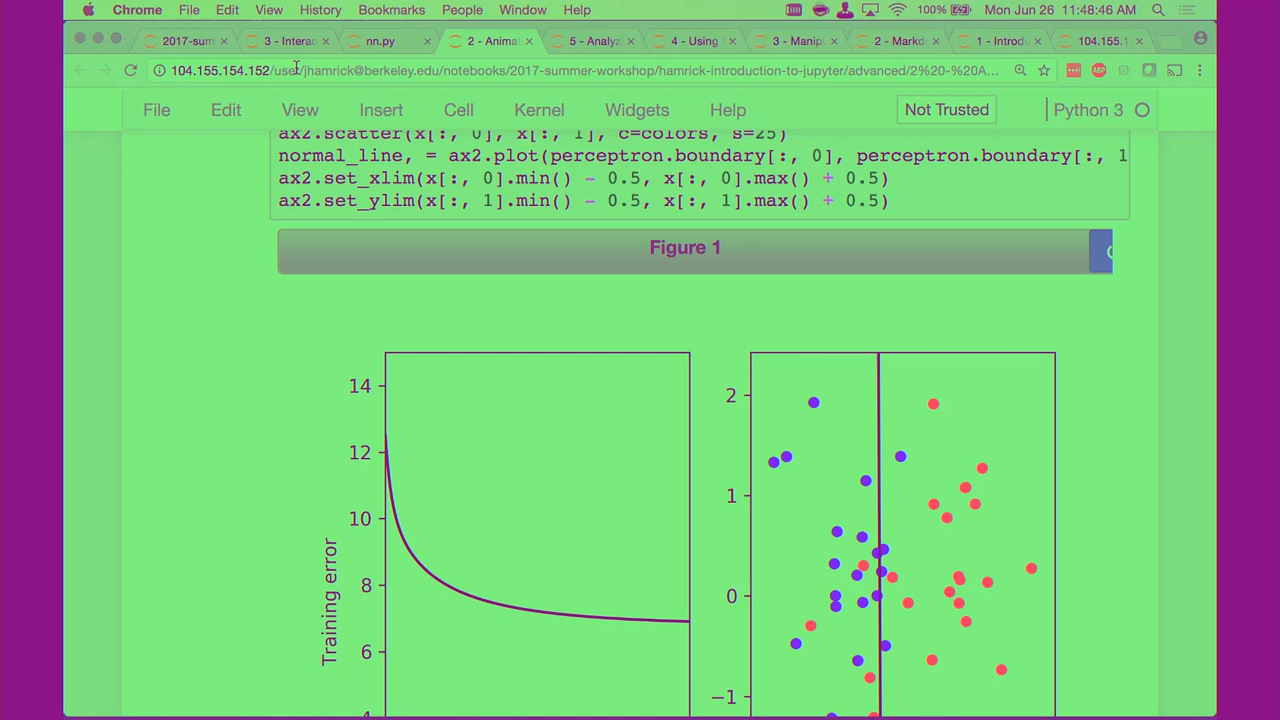 Chrome File Edit View History Bookmarks People Window Help 100% Mon Jun 26 11:48:46 AM
2017-sum 3 - Interac nn.py 2 - Animat 5 - Analyz 4 - Using 3 - Manipu 2 - Markd 1 - Introdu 104.155.1
104.155.154.152/user/jhamrick@berkeley.edu/notebooks/2017-summer-workshop/hamrick-introduction-to-jupyter/advanced/2%20-%20A...
File Edit View Insert Cell Kernel Widgets Help Not Trusted Python 3
ax2.scatter(x[:, 0], x[:, 1], c=colors, s=25)
normal_line, = ax2.plot(perceptron.boundary[:, 0], perceptron.boundary[:, 1
ax2.set_xlim(x[:, 0].min() - 0.5, x[:, 0].max() + 0.5)
ax2.set_ylim(x[:, 1].min() - 0.5, x[:, 1].max() + 0.5)
Figure 1
Training error
14
12
10
8
6
4
2
1
0
−1